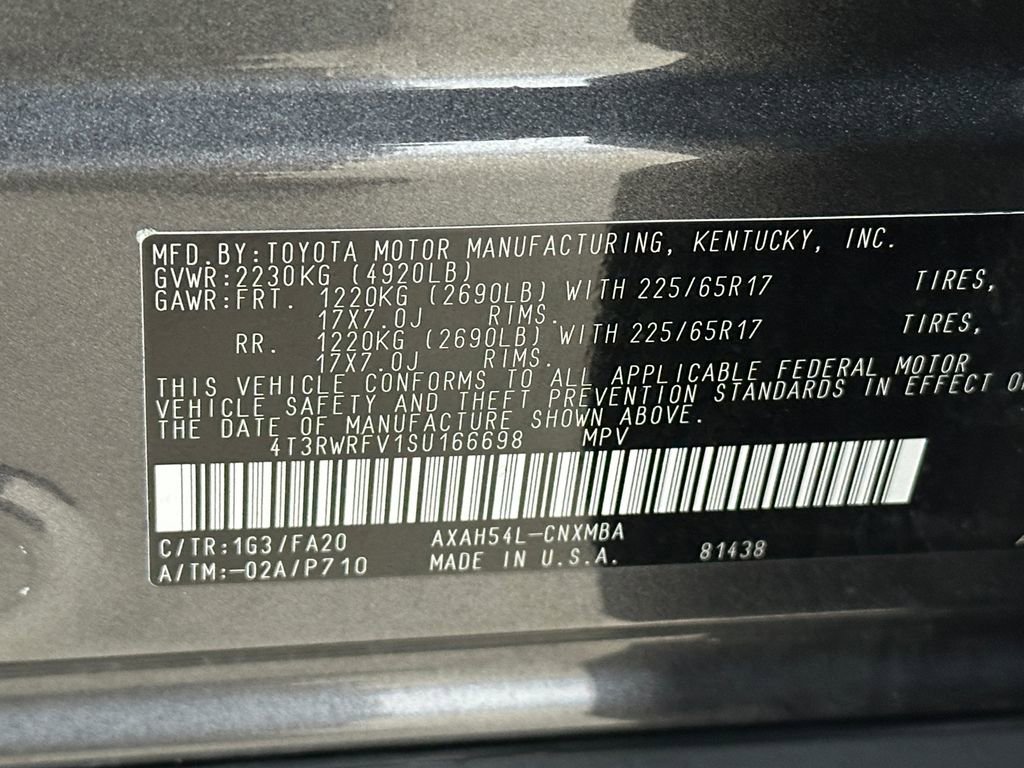 MFD.BY:TOYOTA MOTOR MANUFACTURING, KENTUCKY, INC.
GVWR:2230KG (4920LB)
GAWR:FRT. 1220KG (2690LB) WITH 225/65R17 TIRES,
17X7.0J RIMS.
RR. 1220KG (2690LB) WITH 225/65R17 TIRES,
17X7.0J RIMS.
THIS VEHICLE CONFORMS TO ALL APPLICABLE FEDERAL MOTOR
VEHICLE SAFETY AND THEFT PREVENTION STANDARDS IN EFFECT
THE DATE OF MANUFACTURE SHOWN ABOVE.
4T3RWRFV1SU166698 MPV
C/TR:1G3/FA20 AXAH54L-CNXMBA 81438
A/TM:-02A/P710 MADE IN U.S.A.